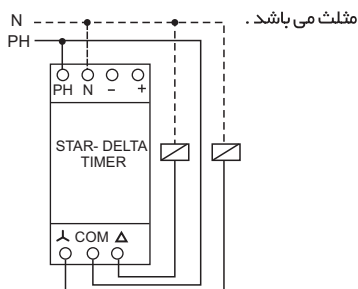 مثلث می باشد .
N
PH
PH N – +
STAR- DELTA
TIMER
COM Δ